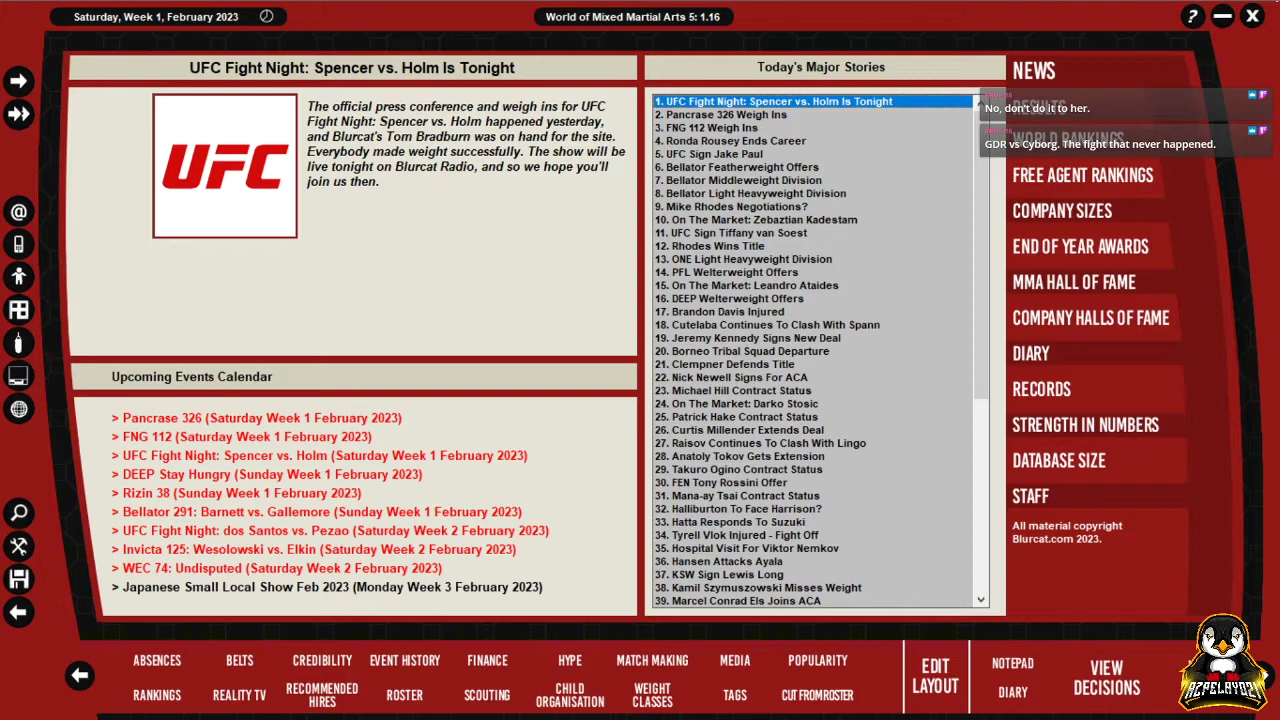 Saturday, Week 1, February 2023
World of Mixed Martial Arts 5: 1.16
?
X
UFC Fight Night: Spencer vs. Holm Is Tonight
UFC
The official press conference and weigh ins for UFC
Fight Night: Spencer vs. Holm happened yesterday,
and Blurcat's Tom Bradburn was on hand for the site.
Everybody made weight successfully. The show will be
live tonight on Blurcat Radio, and so we hope you'll
join us then.
Upcoming Events Calendar
> Pancrase 326 (Saturday Week 1 February 2023)
> FNG 112 (Saturday Week 1 February 2023)
> UFC Fight Night: Spencer vs. Holm (Saturday Week 1 February 2023)
> DEEP Stay Hungry (Sunday Week 1 February 2023)
> Rizin 38 (Sunday Week 1 February 2023)
> Bellator 291: Barnett vs. Gallemore (Sunday Week 1 February 2023)
> UFC Fight Night: dos Santos vs. Pezao (Saturday Week 2 February 2023)
> Invicta 125: Wesolowski vs. Elkin (Saturday Week 2 February 2023)
> WEC 74: Undisputed (Saturday Week 2 February 2023)
> Japanese Small Local Show Feb 2023 (Monday Week 3 February 2023)
Today's Major Stories
1. UFC Fight Night: Spencer vs. Holm Is Tonight
2. Pancrase 326 Weigh Ins
3. FNG 112 Weigh Ins
4. Ronda Rousey Ends Career
5. UFC Sign Jake Paul
6. Bellator Featherweight Offers
7. Bellator Middleweight Division
8. Bellator Light Heavyweight Division
9. Mike Rhodes Negotiations?
10. On The Market: Zebaztian Kadestam
11. UFC Sign Tiffany van Soest
12. Rhodes Wins Title
13. ONE Light Heavyweight Division
14. PFL Welterweight Offers
15. On The Market: Leandro Ataides
16. DEEP Welterweight Offers
17. Brandon Davis Injured
18. Cutelaba Continues To Clash With Spann
19. Jeremy Kennedy Signs New Deal
20. Borneo Tribal Squad Departure
21. Clempner Defends Title
22. Nick Newell Signs For ACA
23. Michael Hill Contract Status
24. On The Market: Darko Stosic
25. Patrick Hake Contract Status
26. Curtis Millender Extends Deal
27. Raisov Continues To Clash With Lingo
28. Anatoly Tokov Gets Extension
29. Takuro Ogino Contract Status
30. FEN Tony Rossini Offer
31. Mana-ay Tsai Contract Status
32. Halliburton To Face Harrison?
33. Hatta Responds To Suzuki
34. Tyrell Vlok Injured - Fight Off
35. Hospital Visit For Viktor Nemkov
36. Hansen Attacks Ayala
37. KSW Sign Lewis Long
38. Kamil Szymuszowski Misses Weight
39. Marcel Conrad Els Joins ACA
NEWS
RESULTS
No, don't do it to her.
WORLD RANKINGS
GDR vs Cyborg. The fight that never happened.
FREE AGENT RANKINGS
COMPANY SIZES
END OF YEAR AWARDS
MMA HALL OF FAME
COMPANY HALLS OF FAME
DIARY
RECORDS
STRENGTH IN NUMBERS
DATABASE SIZE
STAFF
All material copyright
Blurcat.com 2023.
ABSENCES BELTS CREDIBILITY EVENT HISTORY FINANCE HYPE MATCH MAKING MEDIA POPULARITY
RANKINGS REALITY TV RECOMMENDED HIRES ROSTER SCOUTING CHILD ORGANISATION WEIGHT CLASSES TAGS CUT FROM ROSTER
EDIT LAYOUT
NOTEPAD
DIARY
VIEW DECISIONS
ACPELAYO24